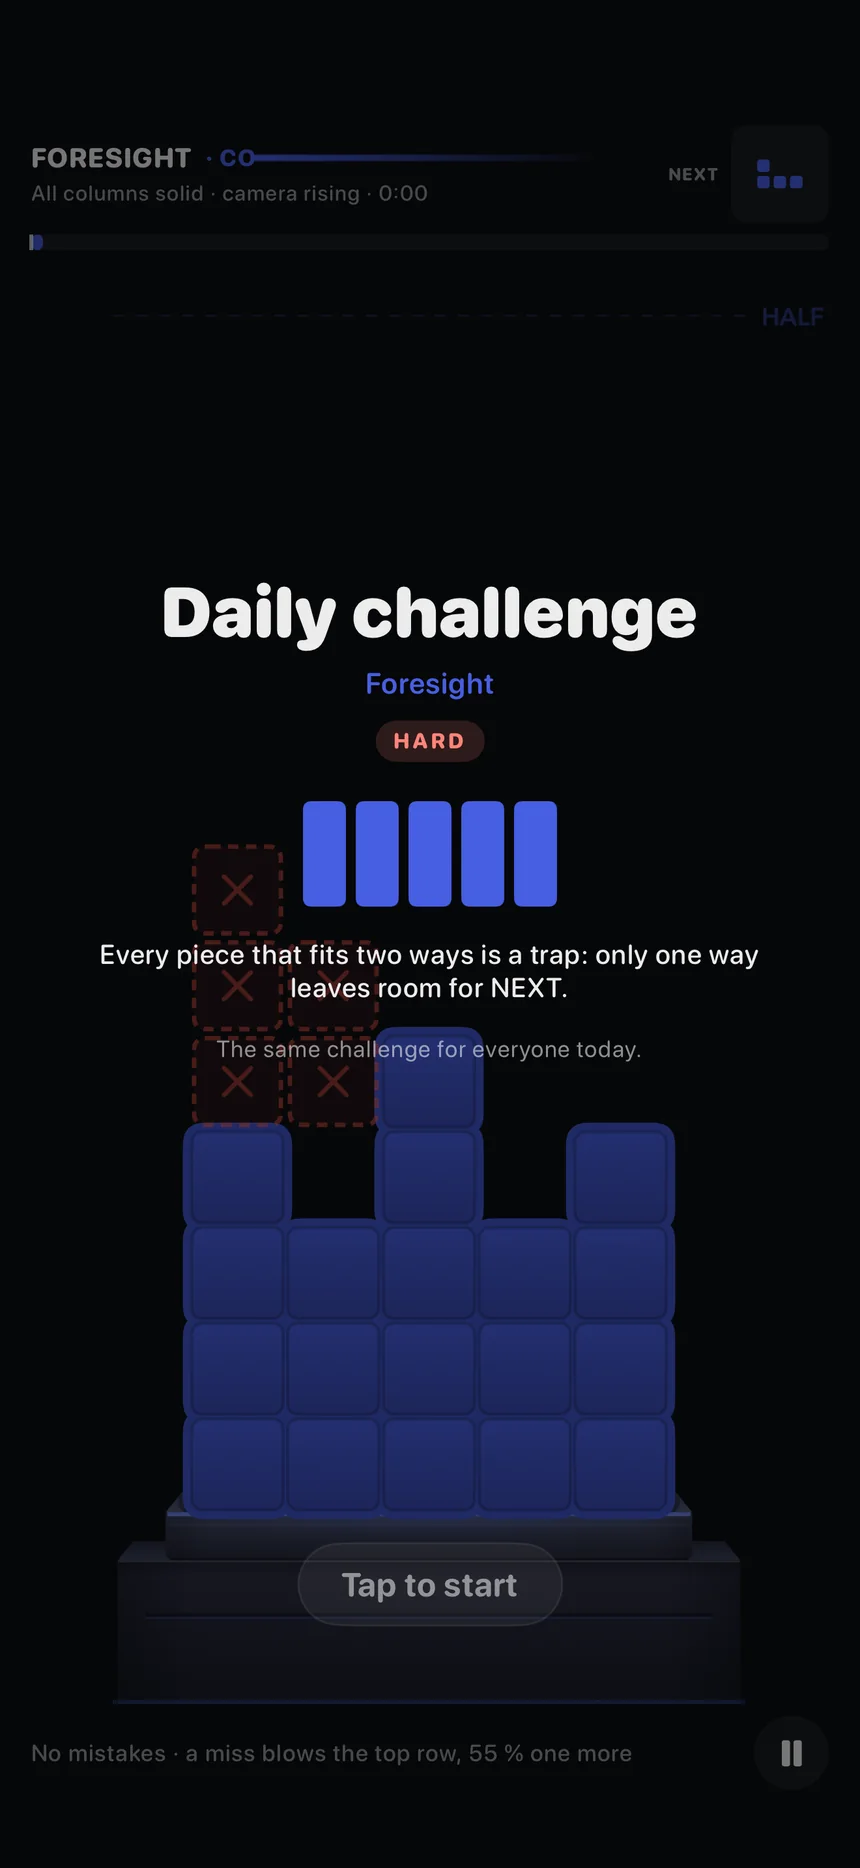 FORESIGHT · CO
All columns solid · camera rising · 0:00
NEXT
HALF
Daily challenge
Foresight
HARD
Every piece that fits two ways is a trap: only one way
leaves room for NEXT.
The same challenge for everyone today.
Tap to start
No mistakes · a miss blows the top row, 55 % one more